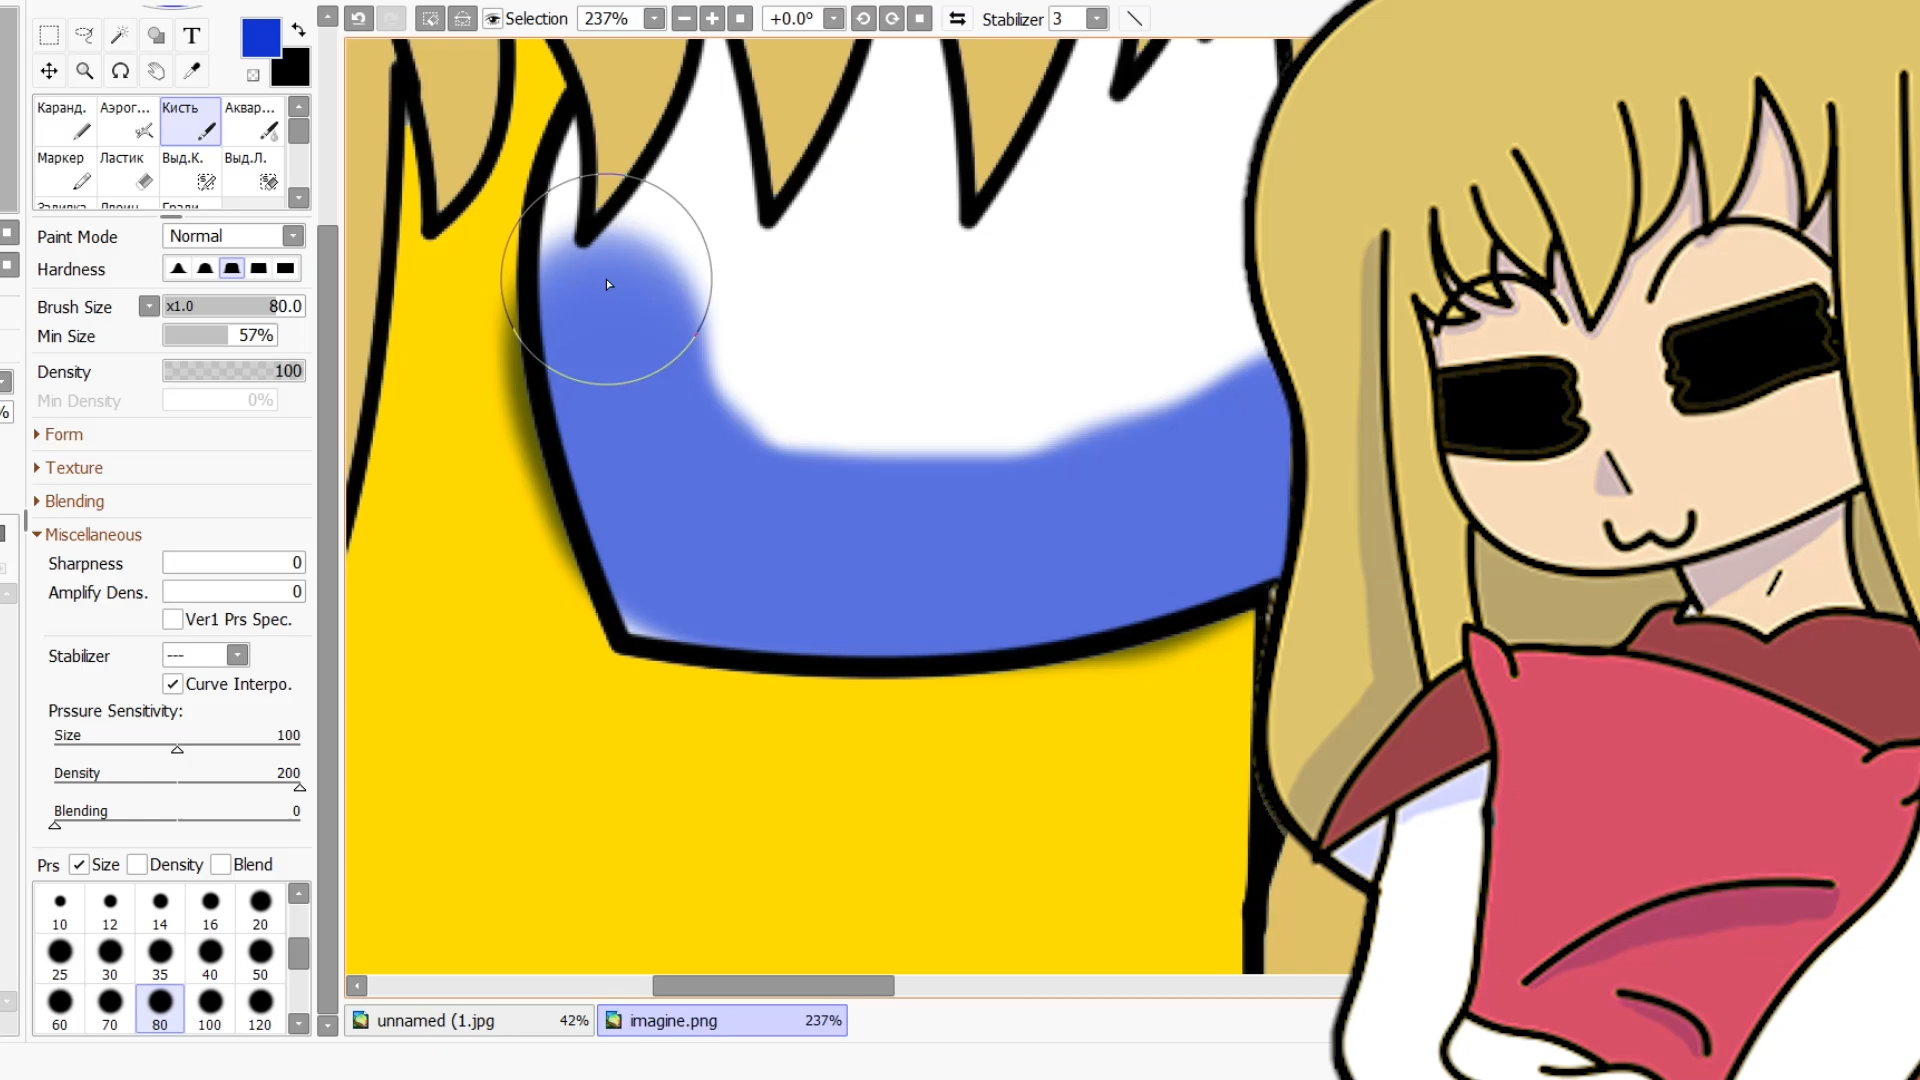 Selection 237% +0.0° Stabilizer 3
T
Каранд. Аэрог... Кисть Аквар...
Маркер Ластик Выд.К. Выд.Л.
Paint Mode Normal
Hardness
Brush Size x1.0 80.0
Min Size 57%
Density 100
Min Density 0%
%
Form
Texture
Blending
Miscellaneous
Sharpness 0
Amplify Dens. 0
Ver1 Prs Spec.
Stabilizer ---
Curve Interpo.
Prssure Sensitivity:
Size 100
Density 200
Blending 0
Prs Size Density Blend
10 12 14 16 20
25 30 35 40 50
60 70 80 100 120
unnamed (1.jpg 42% imagine.png 237%